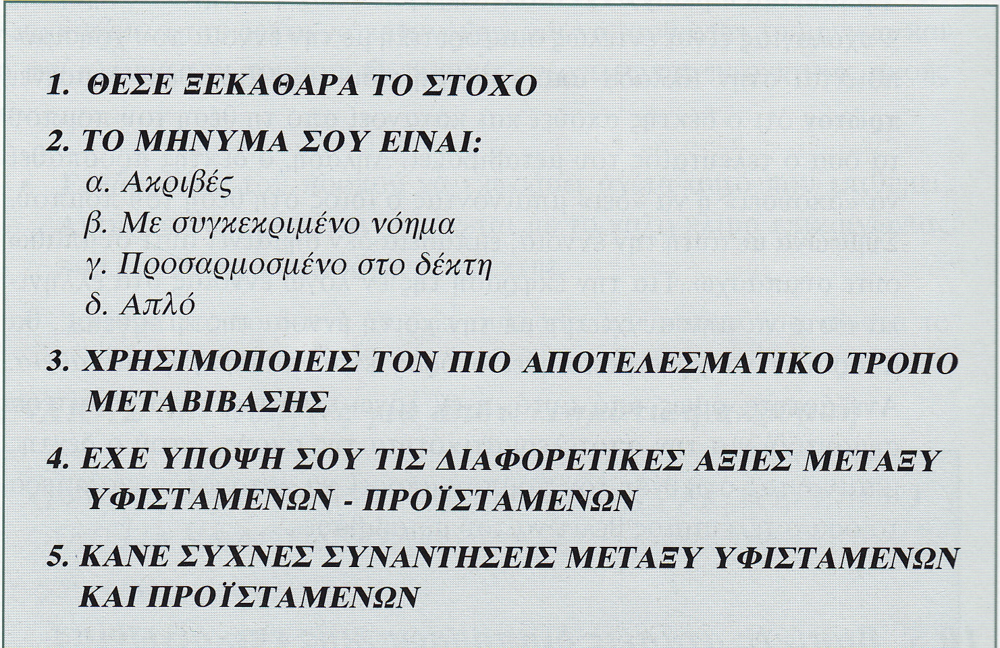 1. ΘΕΣΕ ΞΕΚΑΘΑΡΑ ΤΟ ΣΤΟΧΟ
2. ΤΟ ΜΗΝΥΜΑ ΣΟΥ ΕΙΝΑΙ:
α. Ακριβές
β. Με συγκεκριμένο νόημα
γ. Προσαρμοσμένο στο δέκτη
δ. Απλό
3. ΧΡΗΣΙΜΟΠΟΙΕΙΣ ΤΟΝ ΠΙΟ ΑΠΟΤΕΛΕΣΜΑΤΙΚΟ ΤΡΟΠΟ
ΜΕΤΑΒΙΒΑΣΗΣ
4. ΕΧΕ ΥΠΟΨΗ ΣΟΥ ΤΙΣ ΔΙΑΦΟΡΕΤΙΚΕΣ ΑΞΙΕΣ ΜΕΤΑΞΥ
ΥΦΙΣΤΑΜΕΝΩΝ - ΠΡΟΪΣΤΑΜΕΝΩΝ
5. ΚΑΝΕ ΣΥΧΝΕΣ ΣΥΝΑΝΤΗΣΕΙΣ ΜΕΤΑΞΥ ΥΦΙΣΤΑΜΕΝΩΝ
ΚΑΙ ΠΡΟΪΣΤΑΜΕΝΩΝ